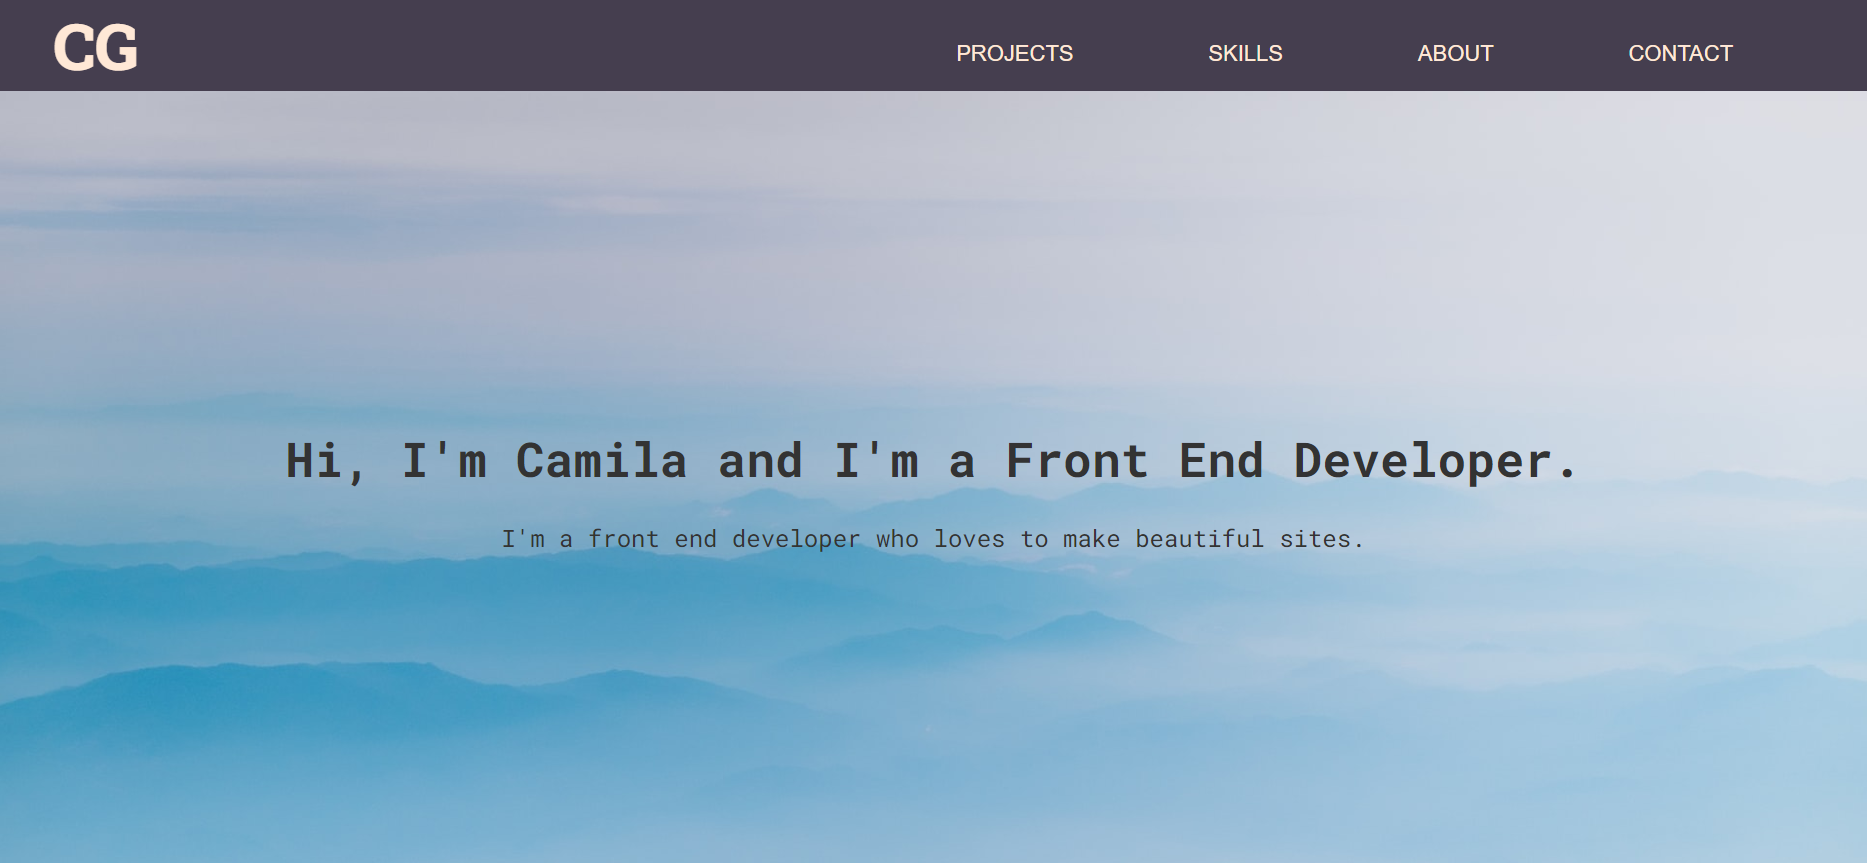 CG
PROJECTS SKILLS ABOUT CONTACT
Hi, I'm Camila and I'm a Front End Developer.
I'm a front end developer who loves to make beautiful sites.